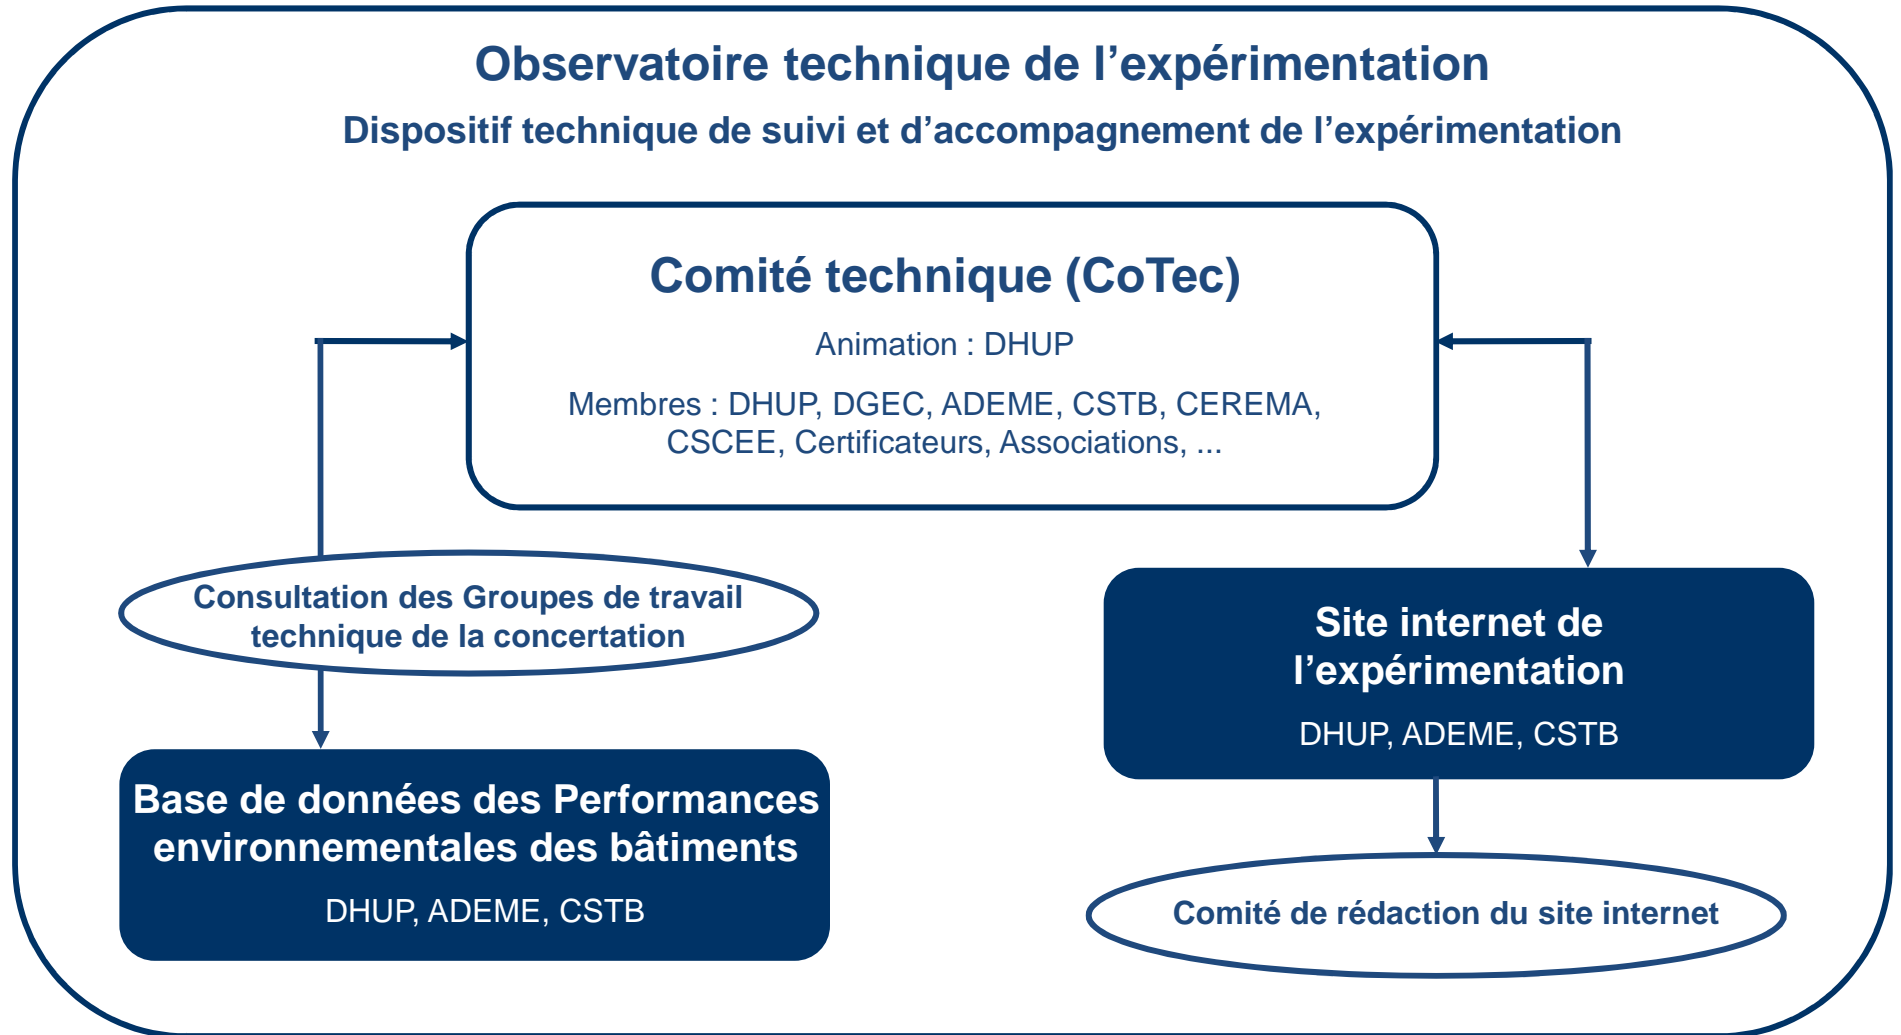 Observatoire technique de l’expérimentation
Dispositif technique de suivi et d’accompagnement de l’expérimentation
Comité technique (CoTec)
Animation : DHUP
Membres : DHUP, DGEC, ADEME, CSTB, CEREMA,
CSCEE, Certificateurs, Associations, ...
Consultation des Groupes de travail
technique de la concertation
Base de données des Performances
environnementales des bâtiments
DHUP, ADEME, CSTB
Site internet de
l’expérimentation
DHUP, ADEME, CSTB
Comité de rédaction du site internet